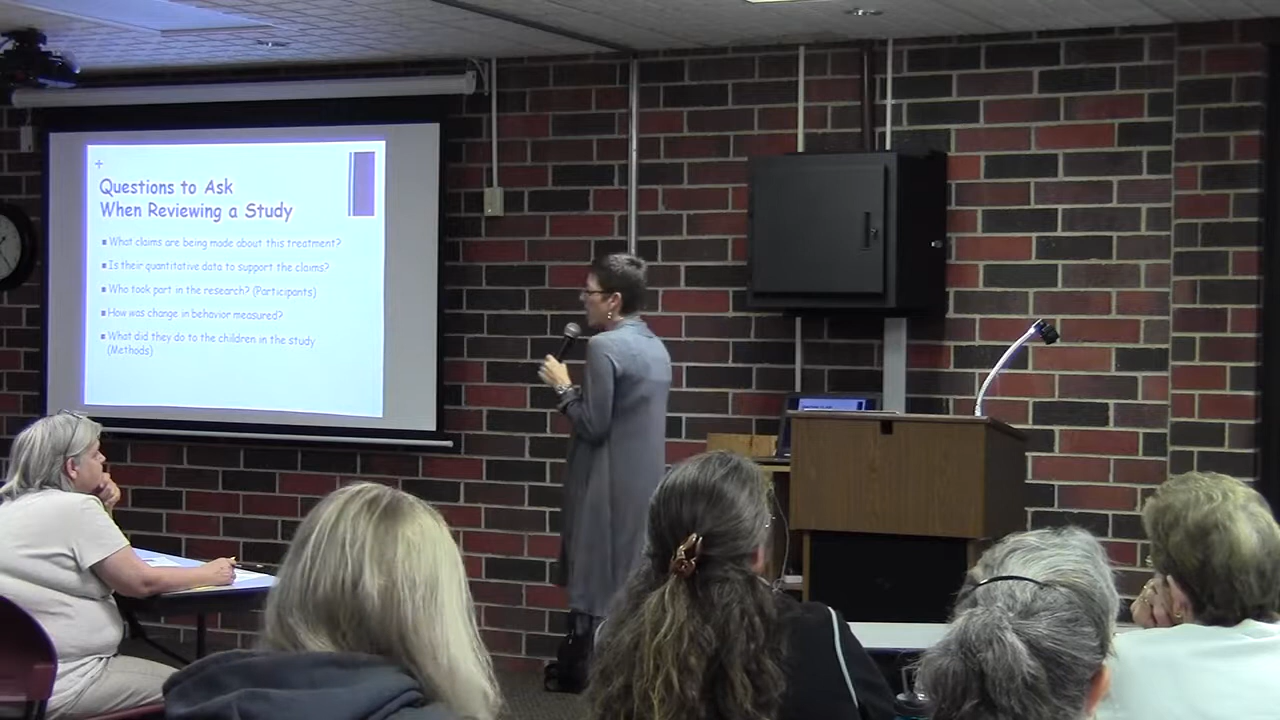 +
Questions to Ask
When Reviewing a Study
■ What claims are being made about this treatment?
■ Is their quantitative data to support the claims?
■ Who took part in the research? (Participants)
■ How was change in behavior measured?
■ What did they do to the children in the study
(Methods)